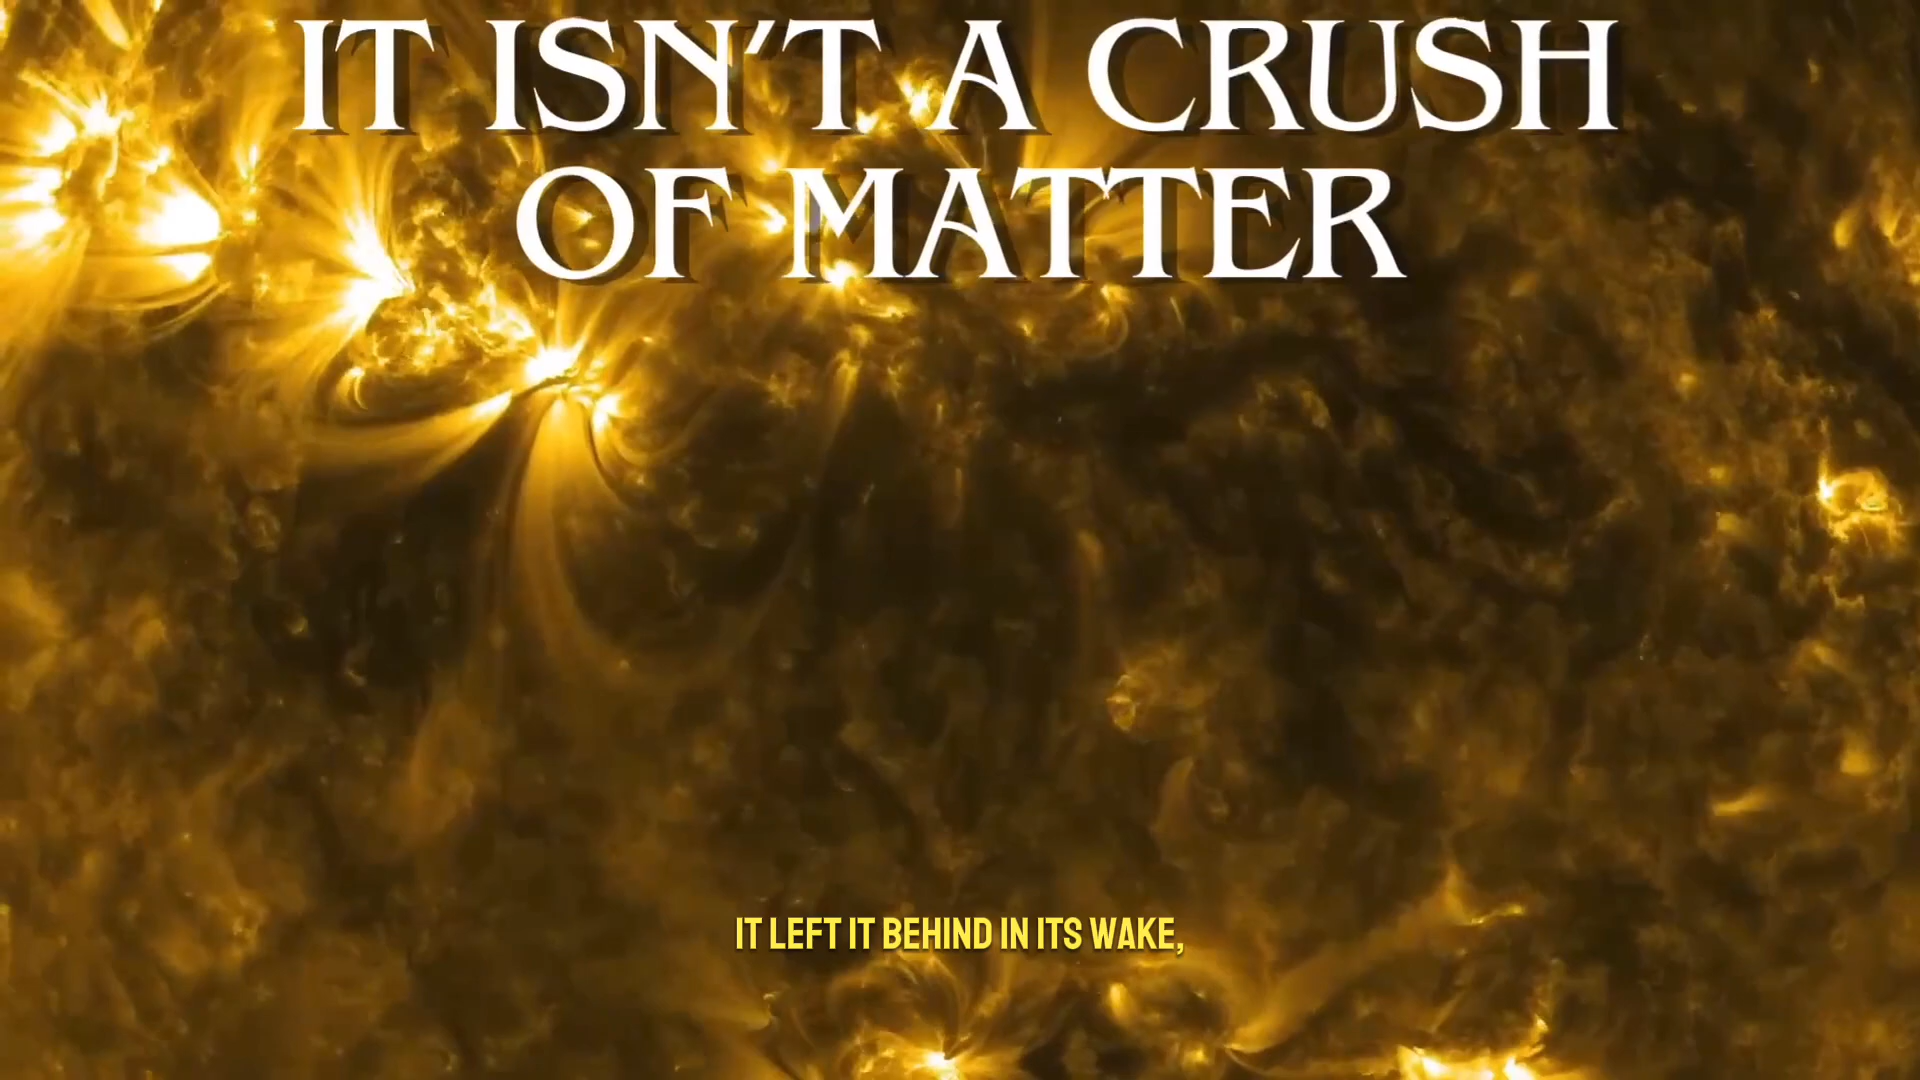 IT ISN'T A CRUSH
OF MATTER
IT LEFT IT BEHIND IN ITS WAKE,